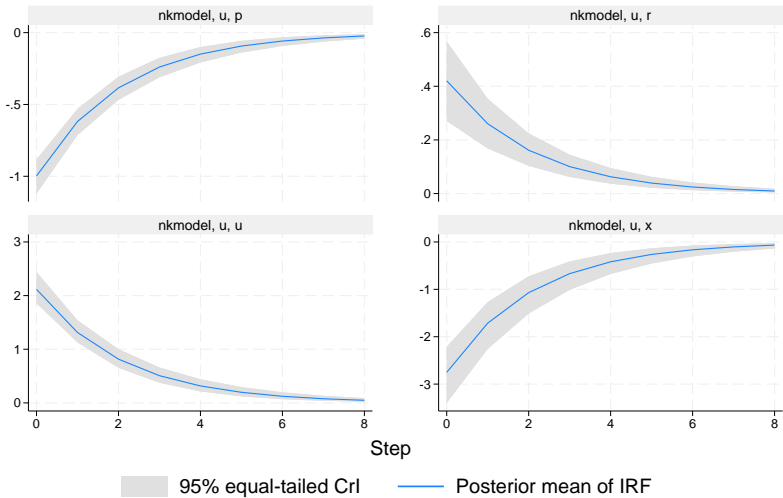 nkmodel, u, p
0
-.5
-1
nkmodel, u, r
.6
.4
.2
0
nkmodel, u, u
3
2
1
0
0 2 4 6 8
nkmodel, u, x
0
-1
-2
-3
0 2 4 6 8
Step
95% equal-tailed CrI Posterior mean of IRF